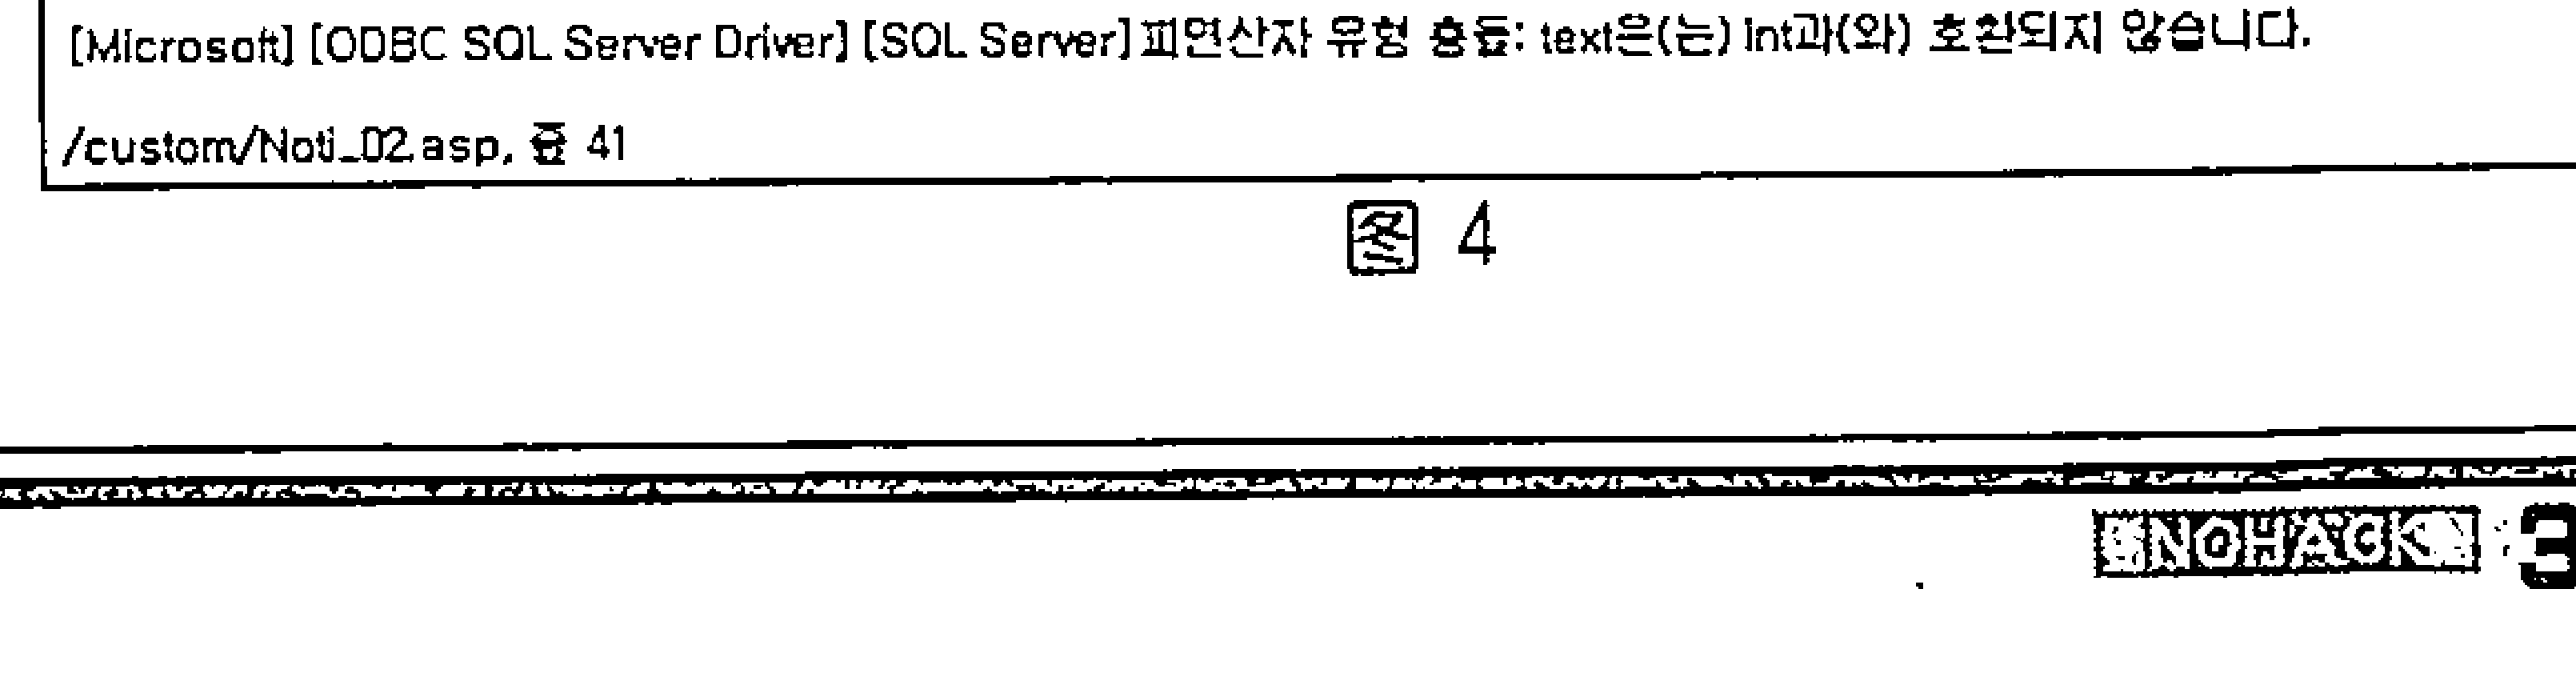 [Microsoft] [ODBC SQL Server Driver] [SQL Server]피연산자 유형 충돌: text은(는) int과(와) 호환되지 않습니다.
/custom/Noti_02.asp, 줄 41
图 4
NOHACK 3